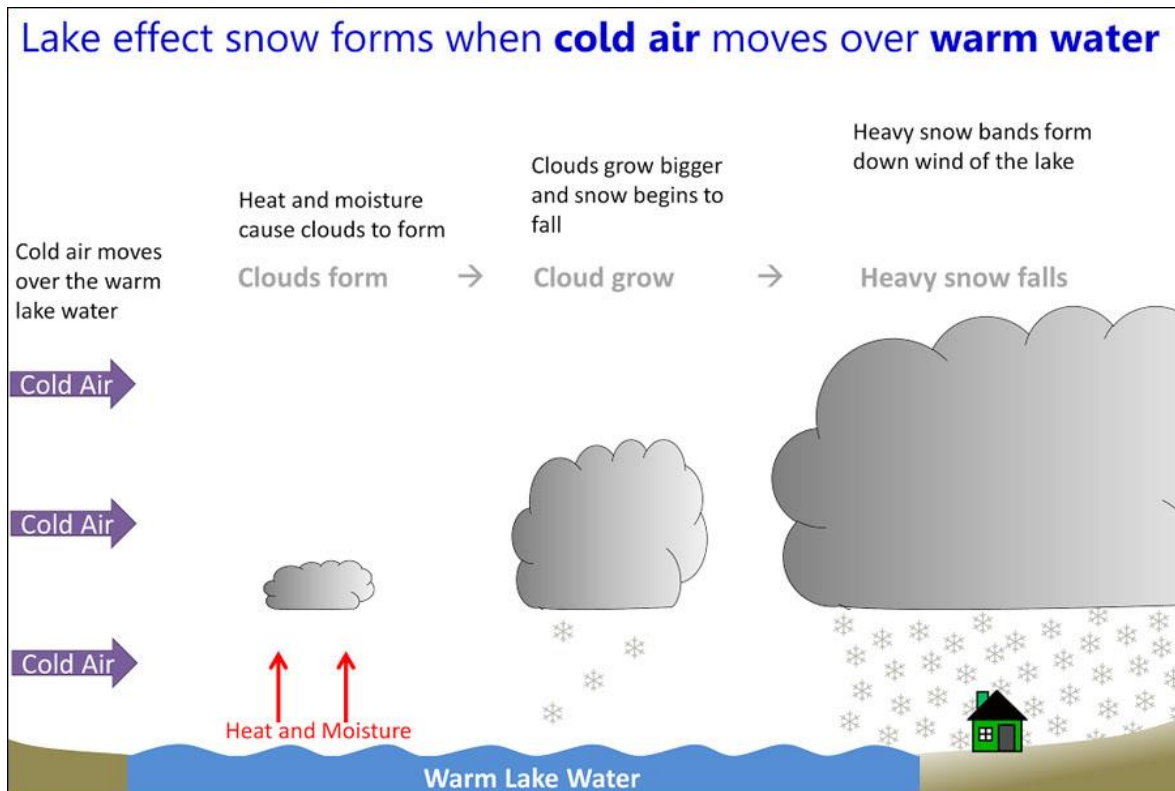 Lake effect snow forms when cold air moves over warm water
Cold air moves
over the warm
lake water
Heat and moisture
cause clouds to form
Clouds grow bigger
and snow begins to
fall
Heavy snow bands form
down wind of the lake
Clouds form → Cloud grow → Heavy snow falls
Cold Air
Cold Air
Cold Air
Heat and Moisture
Warm Lake Water